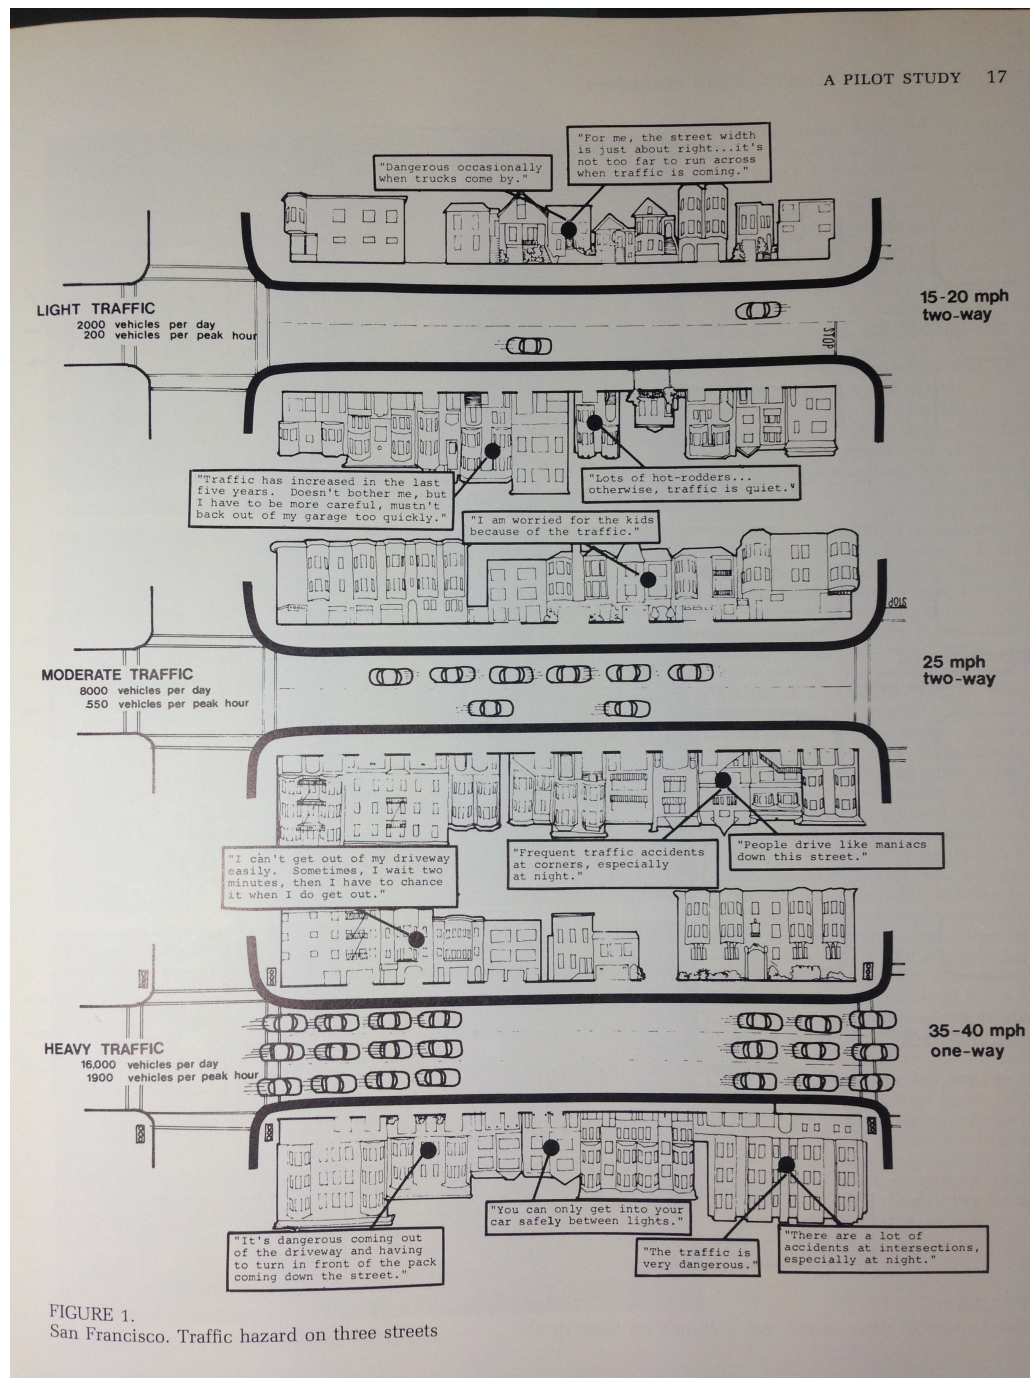 A PILOT STUDY 17
"Dangerous occasionally
when trucks come by."
"For me, the street width
is just about right...it's
not too far to run across
when traffic is coming."
LIGHT TRAFFIC
2000 vehicles per day
200 vehicles per peak hour
15-20 mph
two-way
STOP
"Traffic has increased in the last
five years. Doesn't bother me, but
I have to be more careful, mustn't
back out of my garage too quickly."
"Lots of hot-rodders...
otherwise, traffic is quiet."
"I am worried for the kids
because of the traffic."
STOP
MODERATE TRAFFIC
8000 vehicles per day
550 vehicles per peak hour
25 mph
two-way
"I can't get out of my driveway
easily. Sometimes, I wait two
minutes, then I have to chance
it when I do get out."
"Frequent traffic accidents
at corners, especially
at night."
"People drive like maniacs
down this street."
HEAVY TRAFFIC
16,000 vehicles per day
1900 vehicles per peak hour
35-40 mph
one-way
"It's dangerous coming out
of the driveway and having
to turn in front of the pack
coming down the street."
"You can only get into your
car safely between lights."
"The traffic is
very dangerous."
"There are a lot of
accidents at intersections,
especially at night."
FIGURE 1.
San Francisco. Traffic hazard on three streets